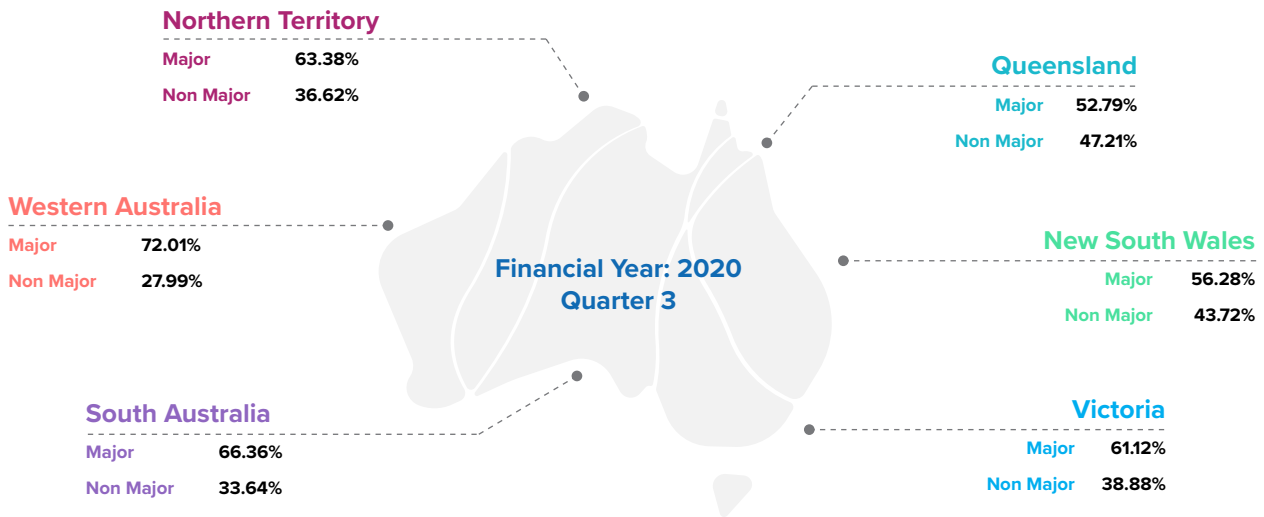 Northern Territory
Major 63.38%
Non Major 36.62%
Queensland
Major 52.79%
Non Major 47.21%
Western Australia
Major 72.01%
Non Major 27.99%
Financial Year: 2020
Quarter 3
New South Wales
Major 56.28%
Non Major 43.72%
South Australia
Major 66.36%
Non Major 33.64%
Victoria
Major 61.12%
Non Major 38.88%